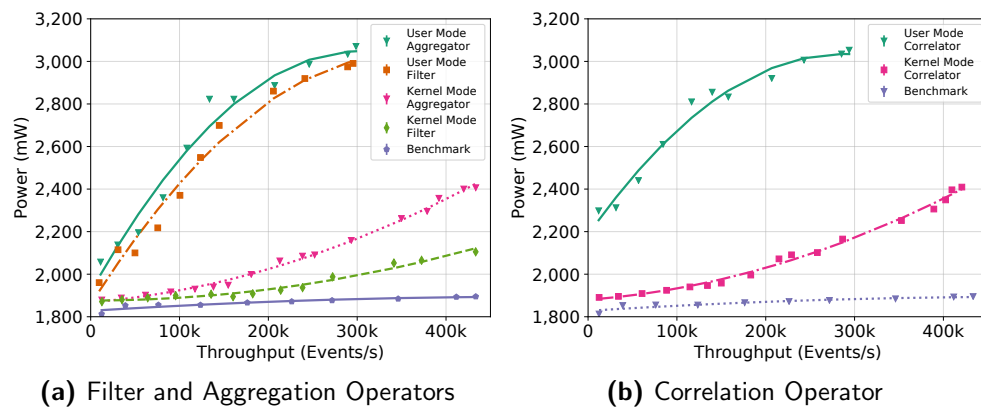 3,200
3,000
2,800
2,600
2,400
2,200
2,000
1,800
Power (mW)
0
100k
200k
300k
400k
Throughput (Events/s)
User Mode
Aggregator
User Mode
Filter
Kernel Mode
Aggregator
Kernel Mode
Filter
Benchmark
(a) Filter and Aggregation Operators
3,200
3,000
2,800
2,600
2,400
2,200
2,000
1,800
Power (mW)
0
100k
200k
300k
400k
Throughput (Events/s)
User Mode
Correlator
Kernel Mode
Correlator
Benchmark
(b) Correlation Operator